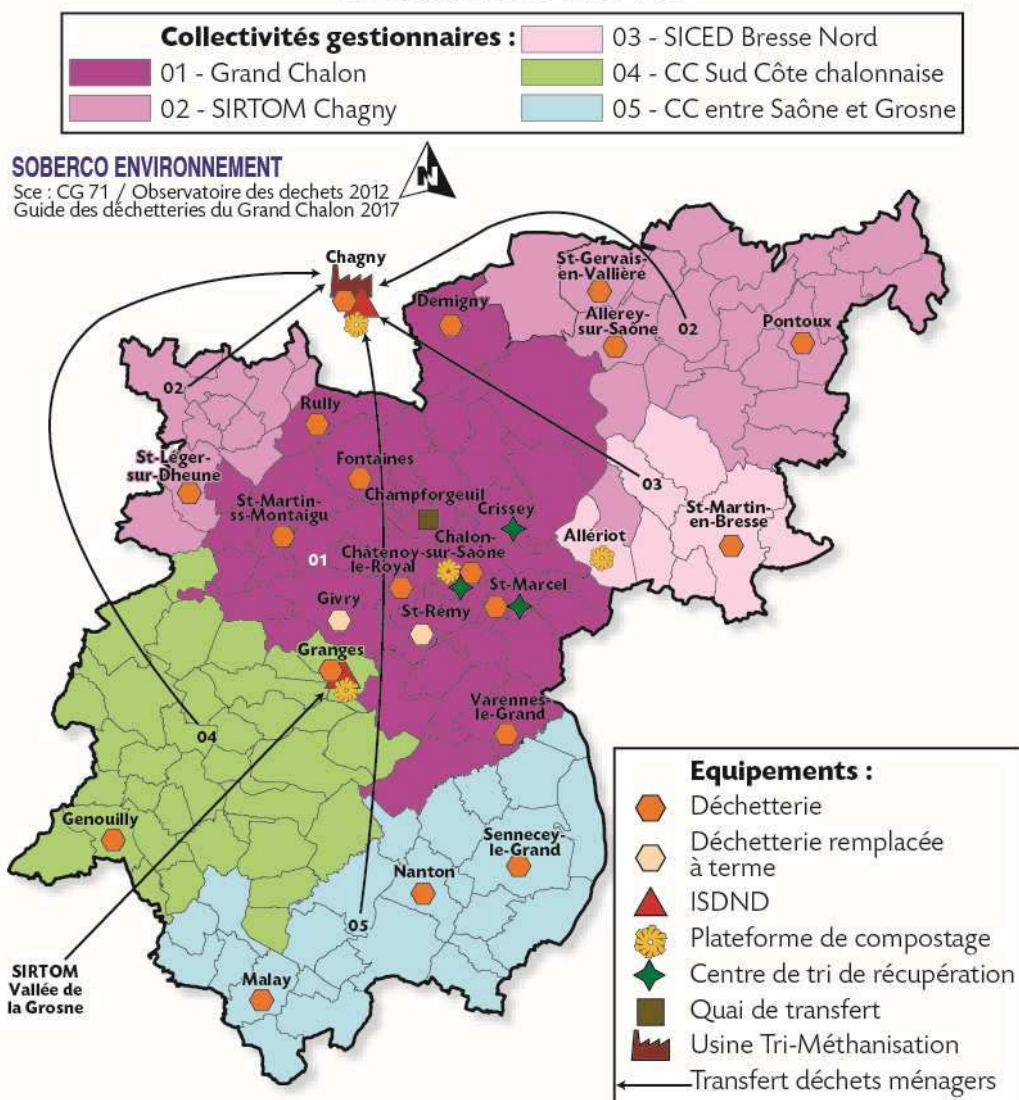 Collectivités gestionnaires :
01 - Grand Chalon
02 - SIRTOM Chagny
03 - SICED Bresse Nord
04 - CC Sud Côte chalonnaise
05 - CC entre Saône et Grosne
SOBERCO ENVIRONNEMENT
Sce : CG 71 / Observatoire des dechets 2012
Guide des déchetteries du Grand Chalon 2017
N
Chagny
Demigny
St-Gervais-
en-Vallière
Allerey-
sur-Saône
02
Pontoux
02
Rully
St-Léger-
sur-Dheune
Fontaines
Champforgeuil
Crissey
03
St-Martin-
en-Bresse
St-Martin-
ss-Montaigu
Allériot
01
Chalon-
sur-Saône
Châtenoy-
le-Royal
St-Marcel
Givry
St-Rémy
Granges
Varennes-
le-Grand
04
Genouilly
Sennecey-
le-Grand
Nanton
05
SIRTOM
Vallée de
la Grosne
Malay
Equipements :
Déchetterie
Déchetterie remplacée
à terme
ISDND
Plateforme de compostage
Centre de tri de récupération
Quai de transfert
Usine Tri-Méthanisation
Transfert déchets ménagers